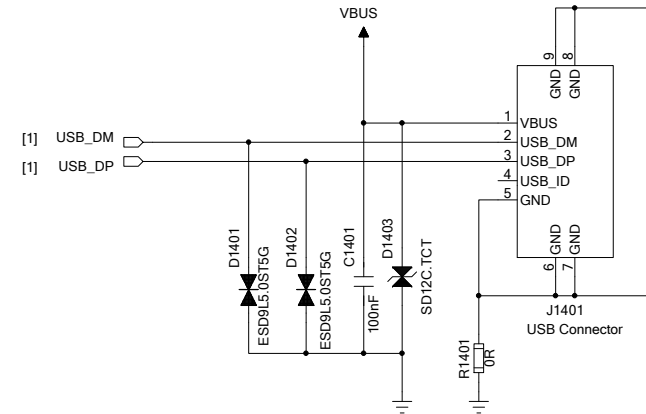 VBUS
9
8
GND
GND
1
VBUS
[1] USB_DM
2
USB_DM
[1] USB_DP
3
USB_DP
4
USB_ID
5
GND
D1401
ESD9L5.0ST5G
D1402
ESD9L5.0ST5G
C1401
100nF
D1403
SD12C.TCT
GND
GND
6
7
J1401
USB Connector
R1401
0R